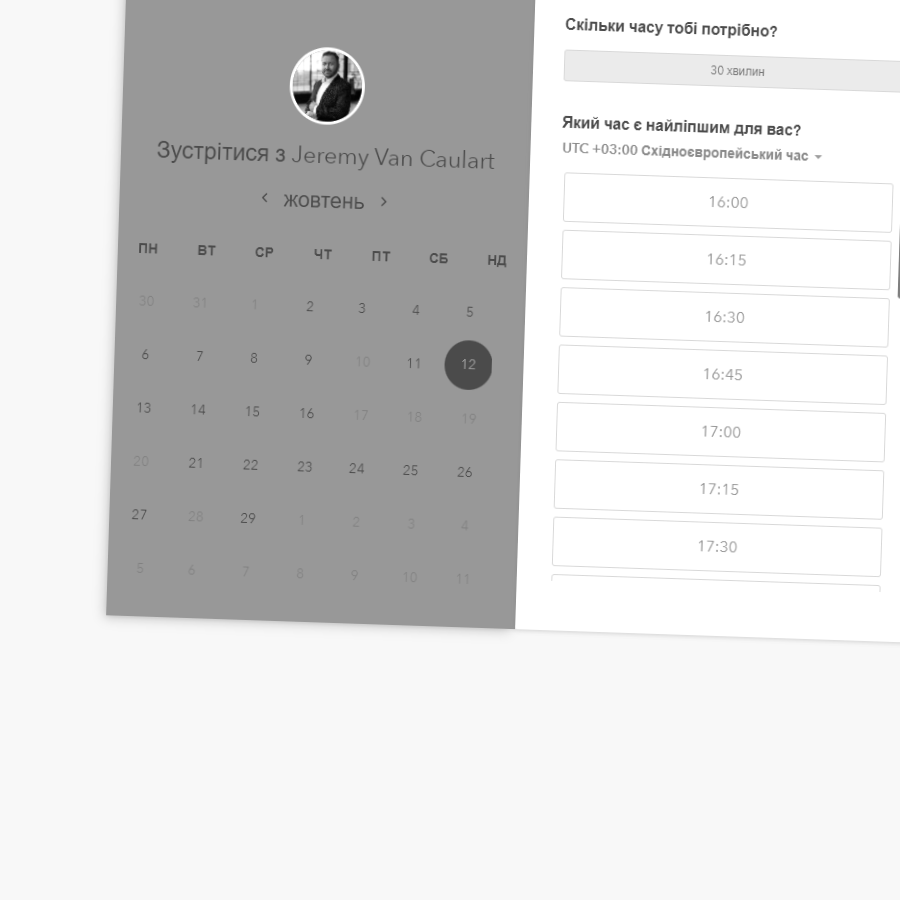 Зустрітися з Jeremy Van Caulart
жовтень
ПН ВТ СР ЧТ ПТ СБ НД
30 31 1 2 3 4 5
6 7 8 9 10 11 12
13 14 15 16 17 18 19
20 21 22 23 24 25 26
27 28 29 1 2 3 4
5 6 7 8 9 10 11
Скільки часу тобі потрібно?
30 хвилин
Який час є найліпшим для вас?
UTC +03:00 Східноєвропейський час
16:00
16:15
16:30
16:45
17:00
17:15
17:30